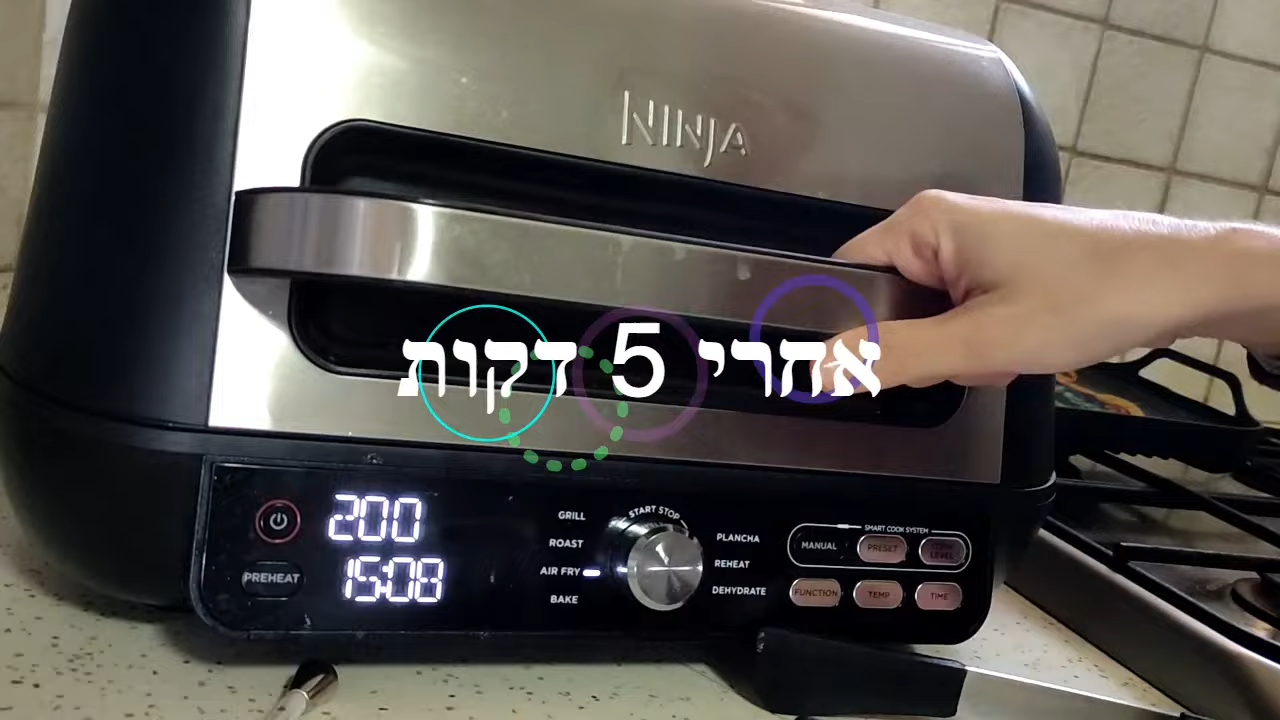 NINJA
אחרי 5 דקות
200
15:08
PREHEAT
GRILL
ROAST
AIR FRY
BAKE
START STOP
PLANCHA
REHEAT
DEHYDRATE
SMART COOK SYSTEM
MANUAL
PRESET
LEVEL
FUNCTION
TEMP
TIME